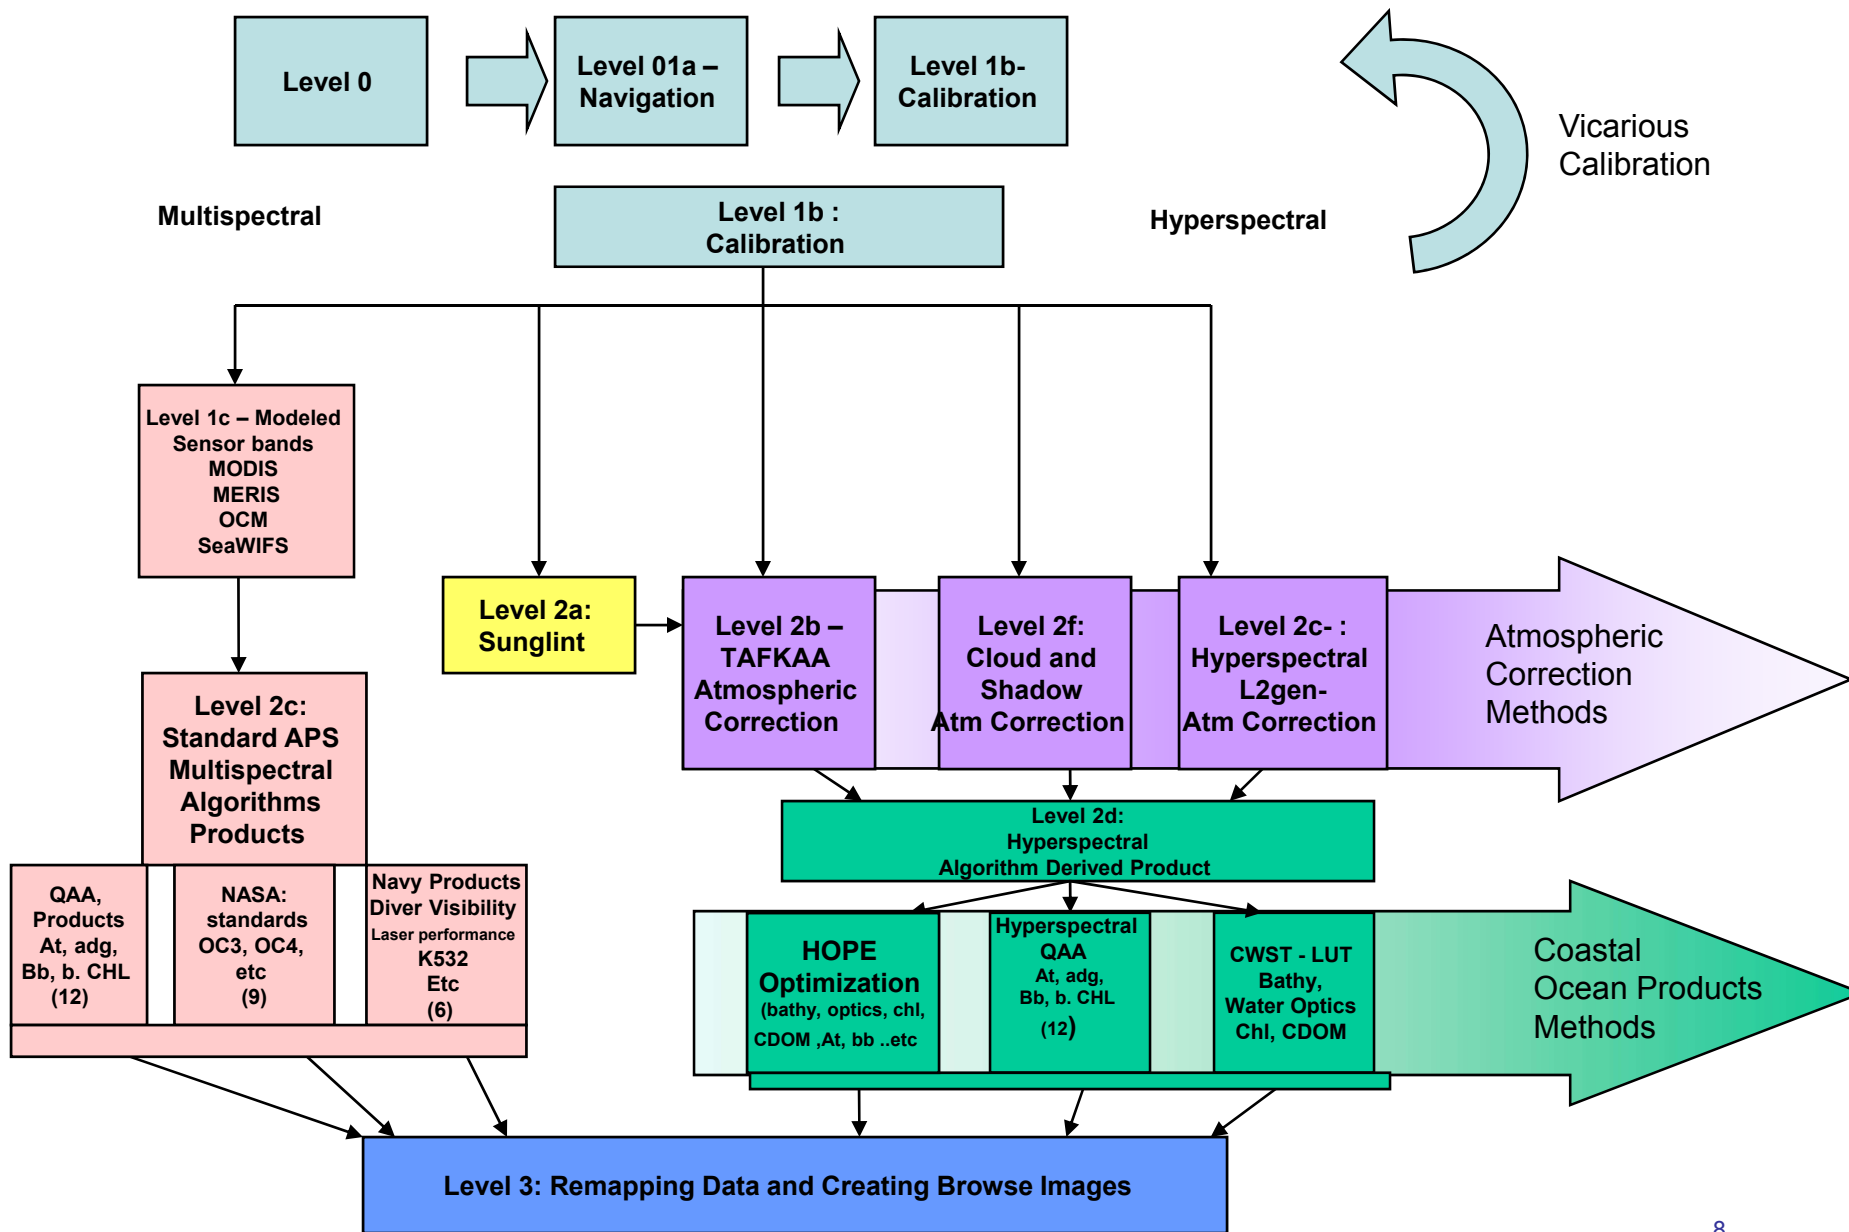 Level 0
Level 01a –
Navigation
Level 1b-
Calibration
Vicarious
Calibration
Multispectral
Level 1b :
Calibration
Hyperspectral
Level 1c – Modeled
Sensor bands
MODIS
MERIS
OCM
SeaWIFS
Level 2a:
Sunglint
Level 2b –
TAFKAA
Atmospheric
Correction
Level 2f:
Cloud and
Shadow
Atm Correction
Level 2c- :
Hyperspectral
L2gen-
Atm Correction
Atmospheric
Correction
Methods
Level 2c:
Standard APS
Multispectral
Algorithms
Products
Level 2d:
Hyperspectral
Algorithm Derived Product
QAA,
Products
At, adg,
Bb, b. CHL
(12)
NASA:
standards
OC3, OC4,
etc
(9)
Navy Products
Diver Visibility
Laser performance
K532
Etc
(6)
HOPE
Optimization
(bathy, optics, chl,
CDOM ,At, bb ..etc
Hyperspectral
QAA
At, adg,
Bb, b. CHL
(12)
CWST - LUT
Bathy,
Water Optics
Chl, CDOM
Coastal
Ocean Products
Methods
Level 3: Remapping Data and Creating Browse Images
8